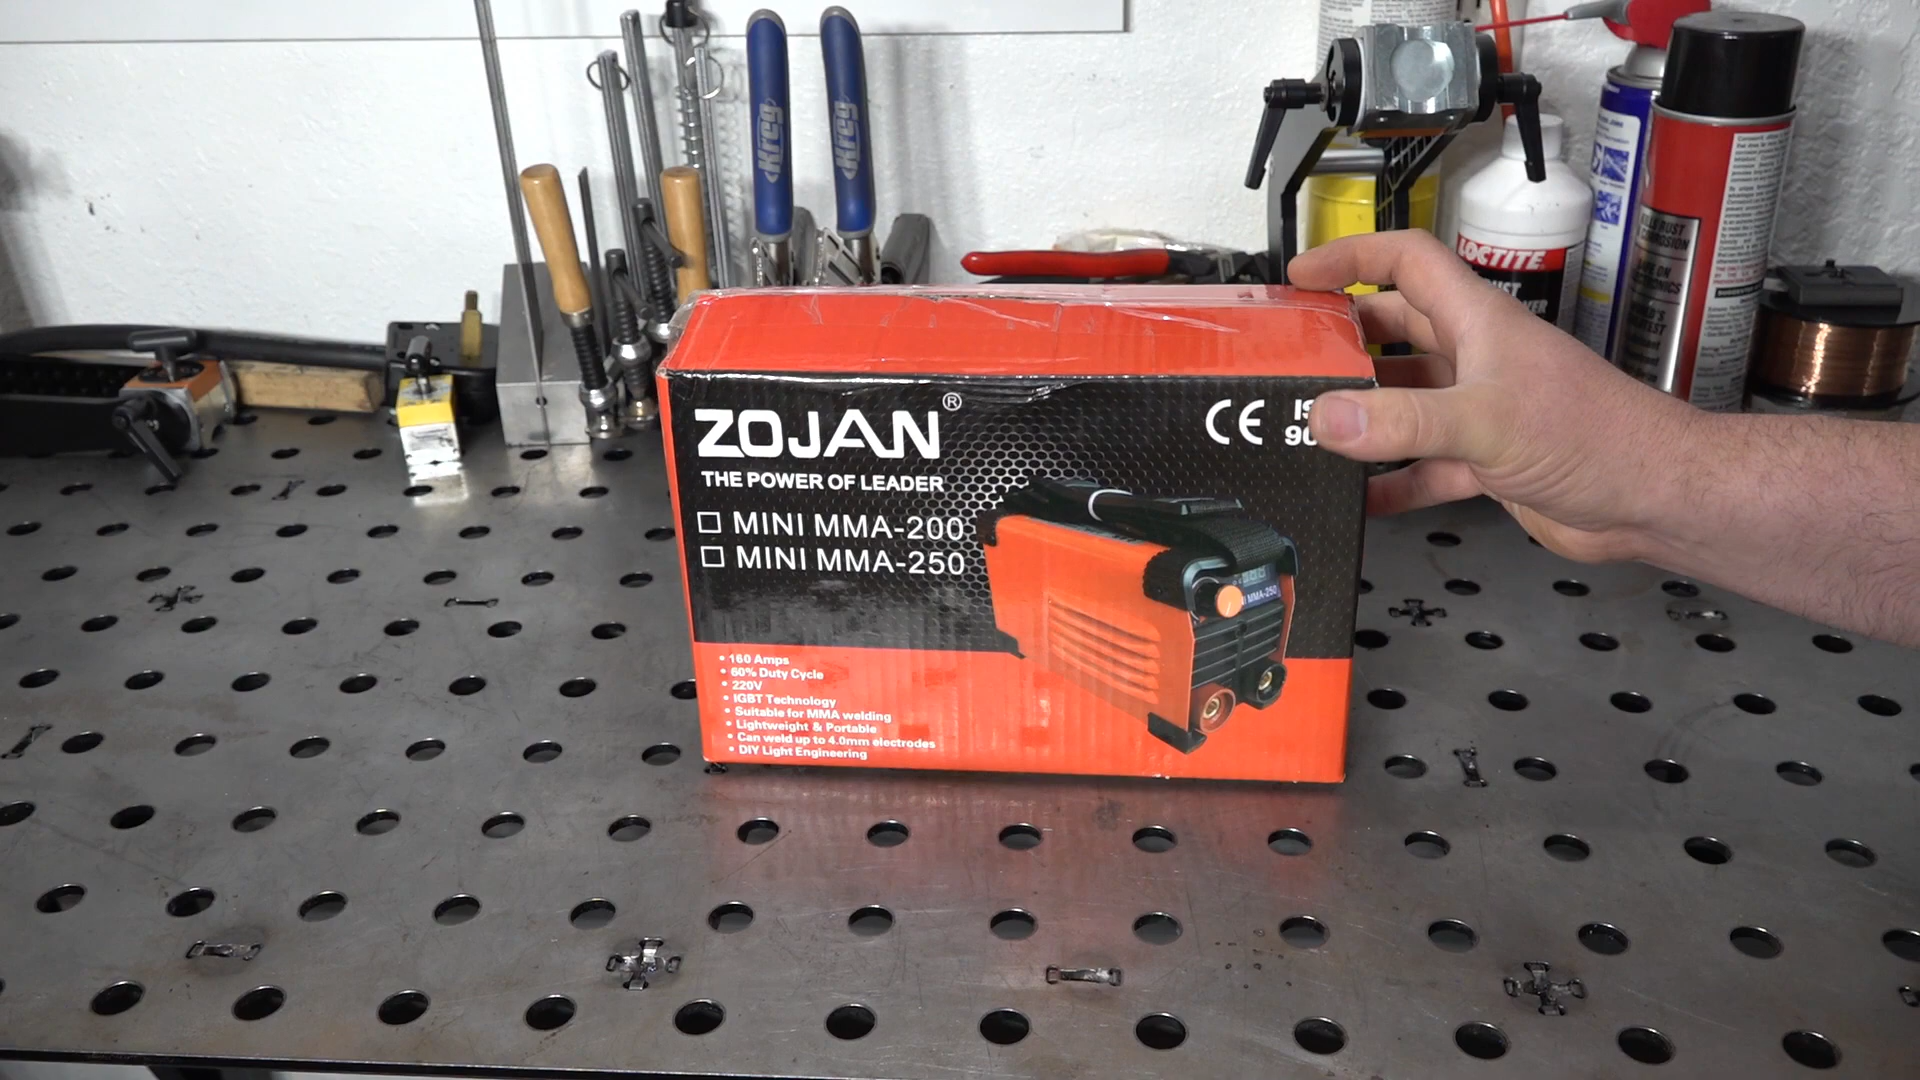 Kreg
Kreg
LOCTITE
ZOJAN®
THE POWER OF LEADER
☐ MINI MMA-200
☐ MINI MMA-250
CE
MMA-250
• 160 Amps
• 60% Duty Cycle
• 220V
• IGBT Technology
• Suitable for MMA welding
• Lightweight & Portable
• Can weld up to 4.0mm electrodes
• DIY Light Engineering